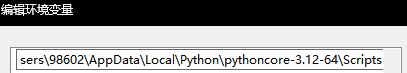 编辑环境变量
sers\98602\AppData\Local\Python\pythoncore-3.12-64\Scripts